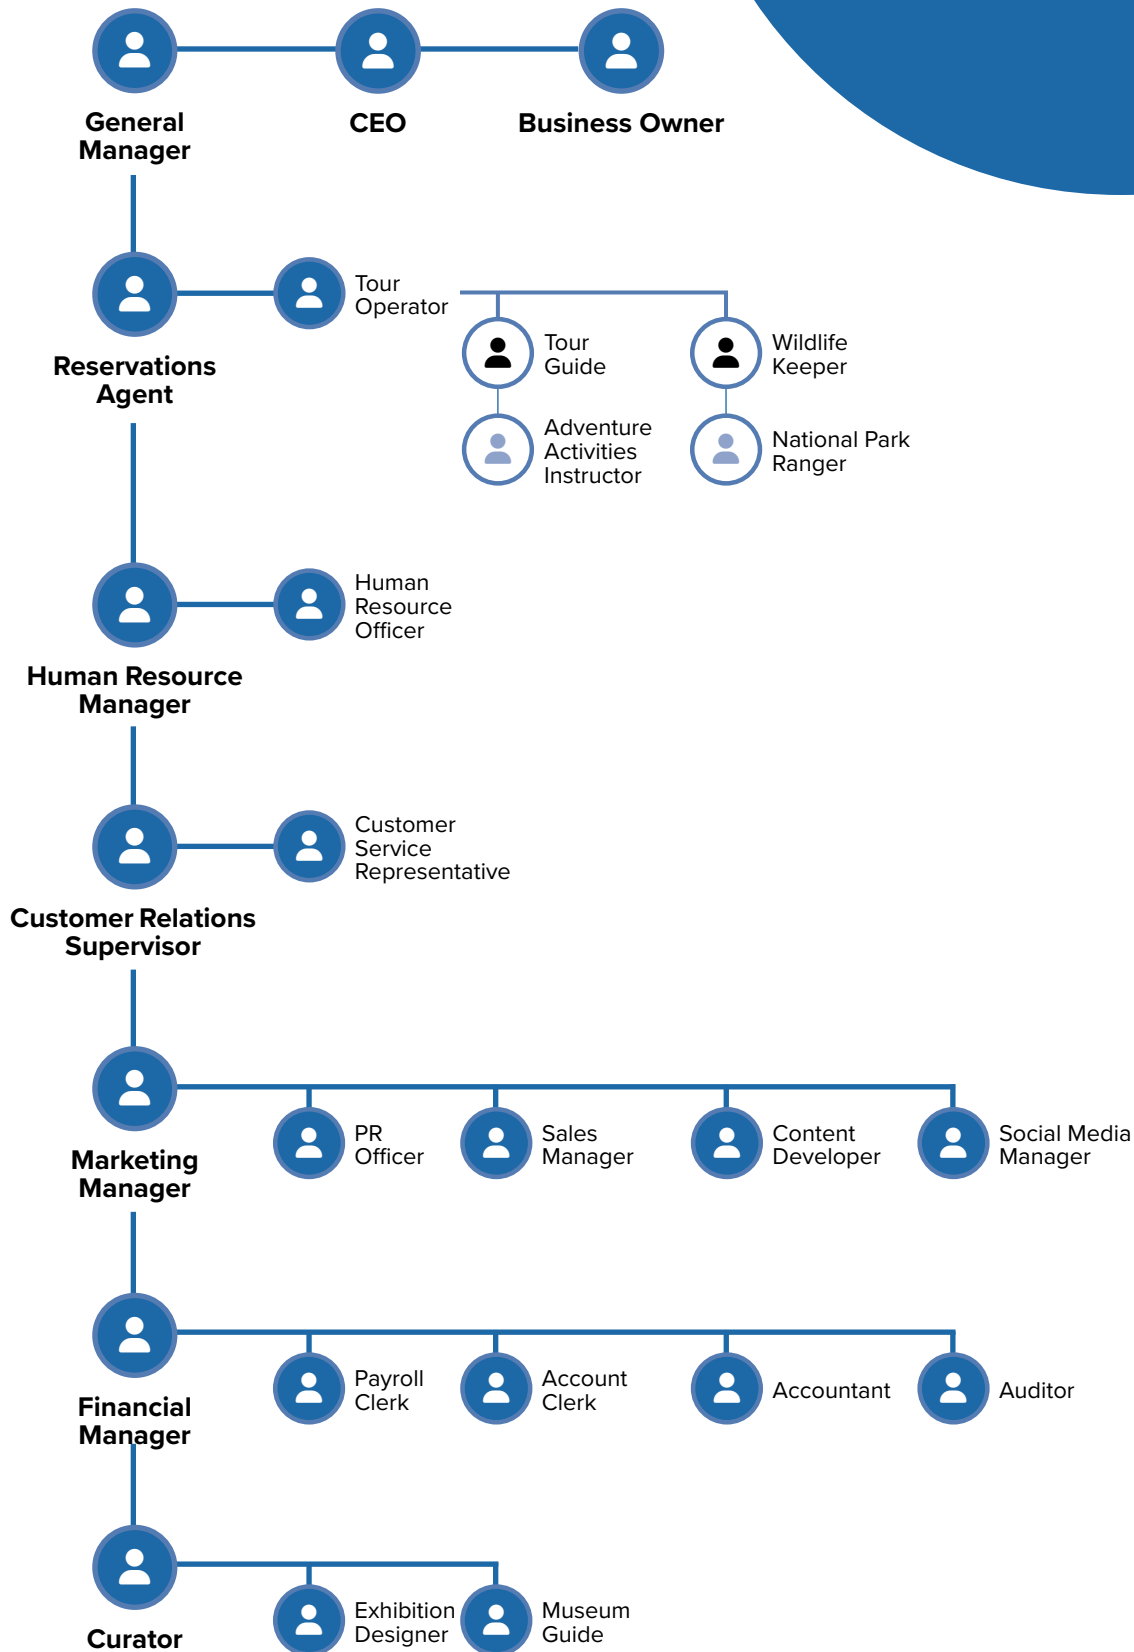 General
Manager
CEO
Business Owner
Tour
Operator
Tour
Guide
Wildlife
Keeper
Reservations
Agent
Adventure
Activities
Instructor
National Park
Ranger
Human
Resource
Officer
Human Resource
Manager
Customer
Service
Representative
Customer Relations
Supervisor
PR
Officer
Sales
Manager
Content
Developer
Social Media
Manager
Marketing
Manager
Payroll
Clerk
Account
Clerk
Accountant
Auditor
Financial
Manager
Exhibition
Designer
Museum
Guide
Curator